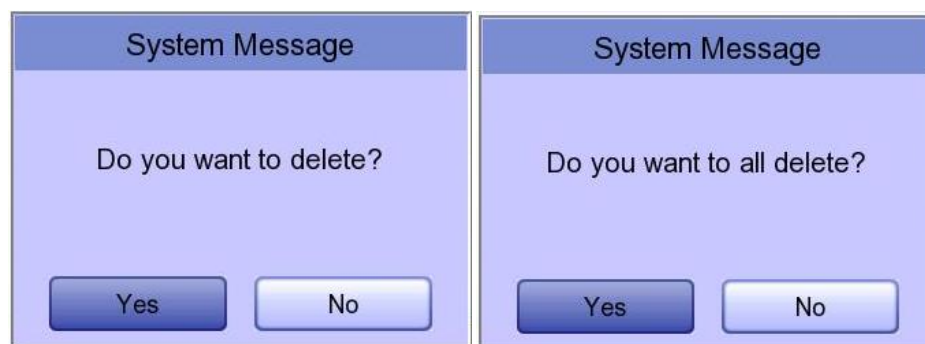 System Message
Do you want to delete?
Yes No
System Message
Do you want to all delete?
Yes No